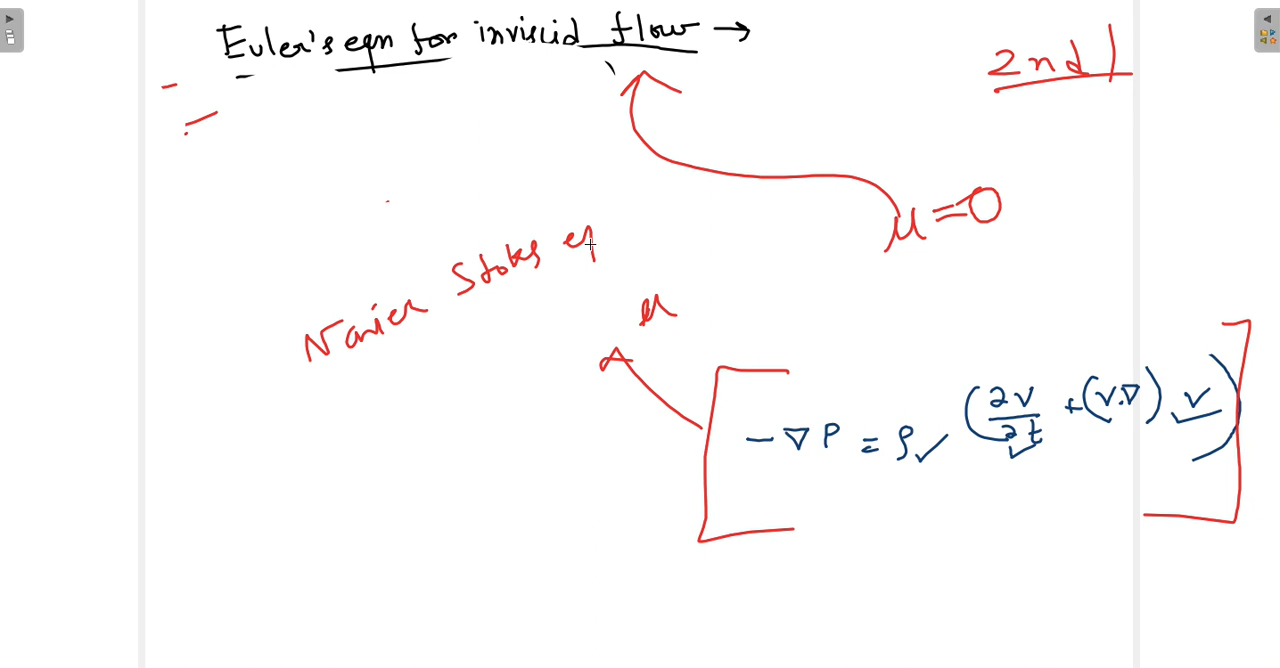 Euler's eqn for inviscid flow →
2nd
μ = 0
Navier Stokes eq
μ
- ∇ P = ρ ( ∂v/∂t + (v.∇) v )